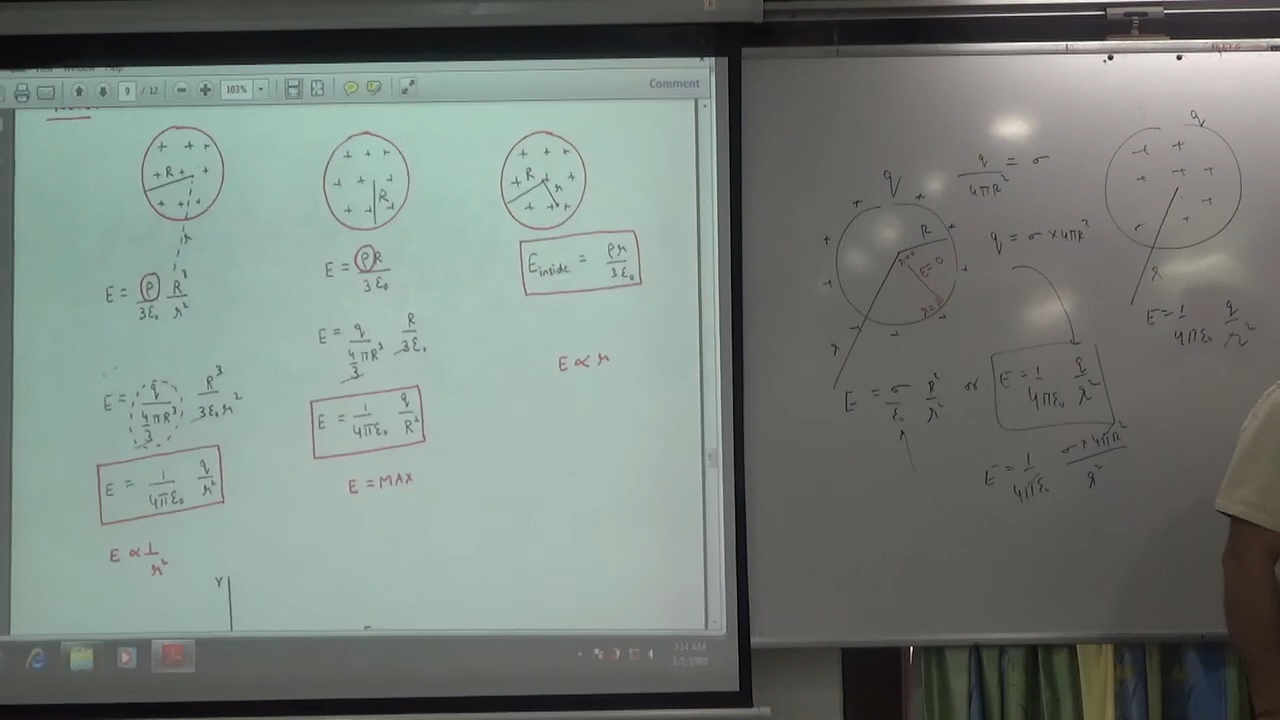 Comment
9 / 12
103%
R
r
E = ρ/3ε₀ R³/r²
E = q/(4/3 πR³) R³/3ε₀r²
E = 1/4πε₀ q/r²
E ∝ 1/r²
Y
R
E = ρR/3ε₀
E = q/(4/3 πR³) R/3ε₀
E = 1/4πε₀ q/R²
E = MAX
R
r
E inside = ρr/3ε₀
E ∝ r
q
q/4πR² = σ
R
q = σ × 4πR²
E=0
r
E = σ/ε₀ R²/r² or E = 1/4πε₀ q/r²
E = 1/4πε₀ σ×4πR²/r²
q
r
E = 1/4πε₀ q/r²